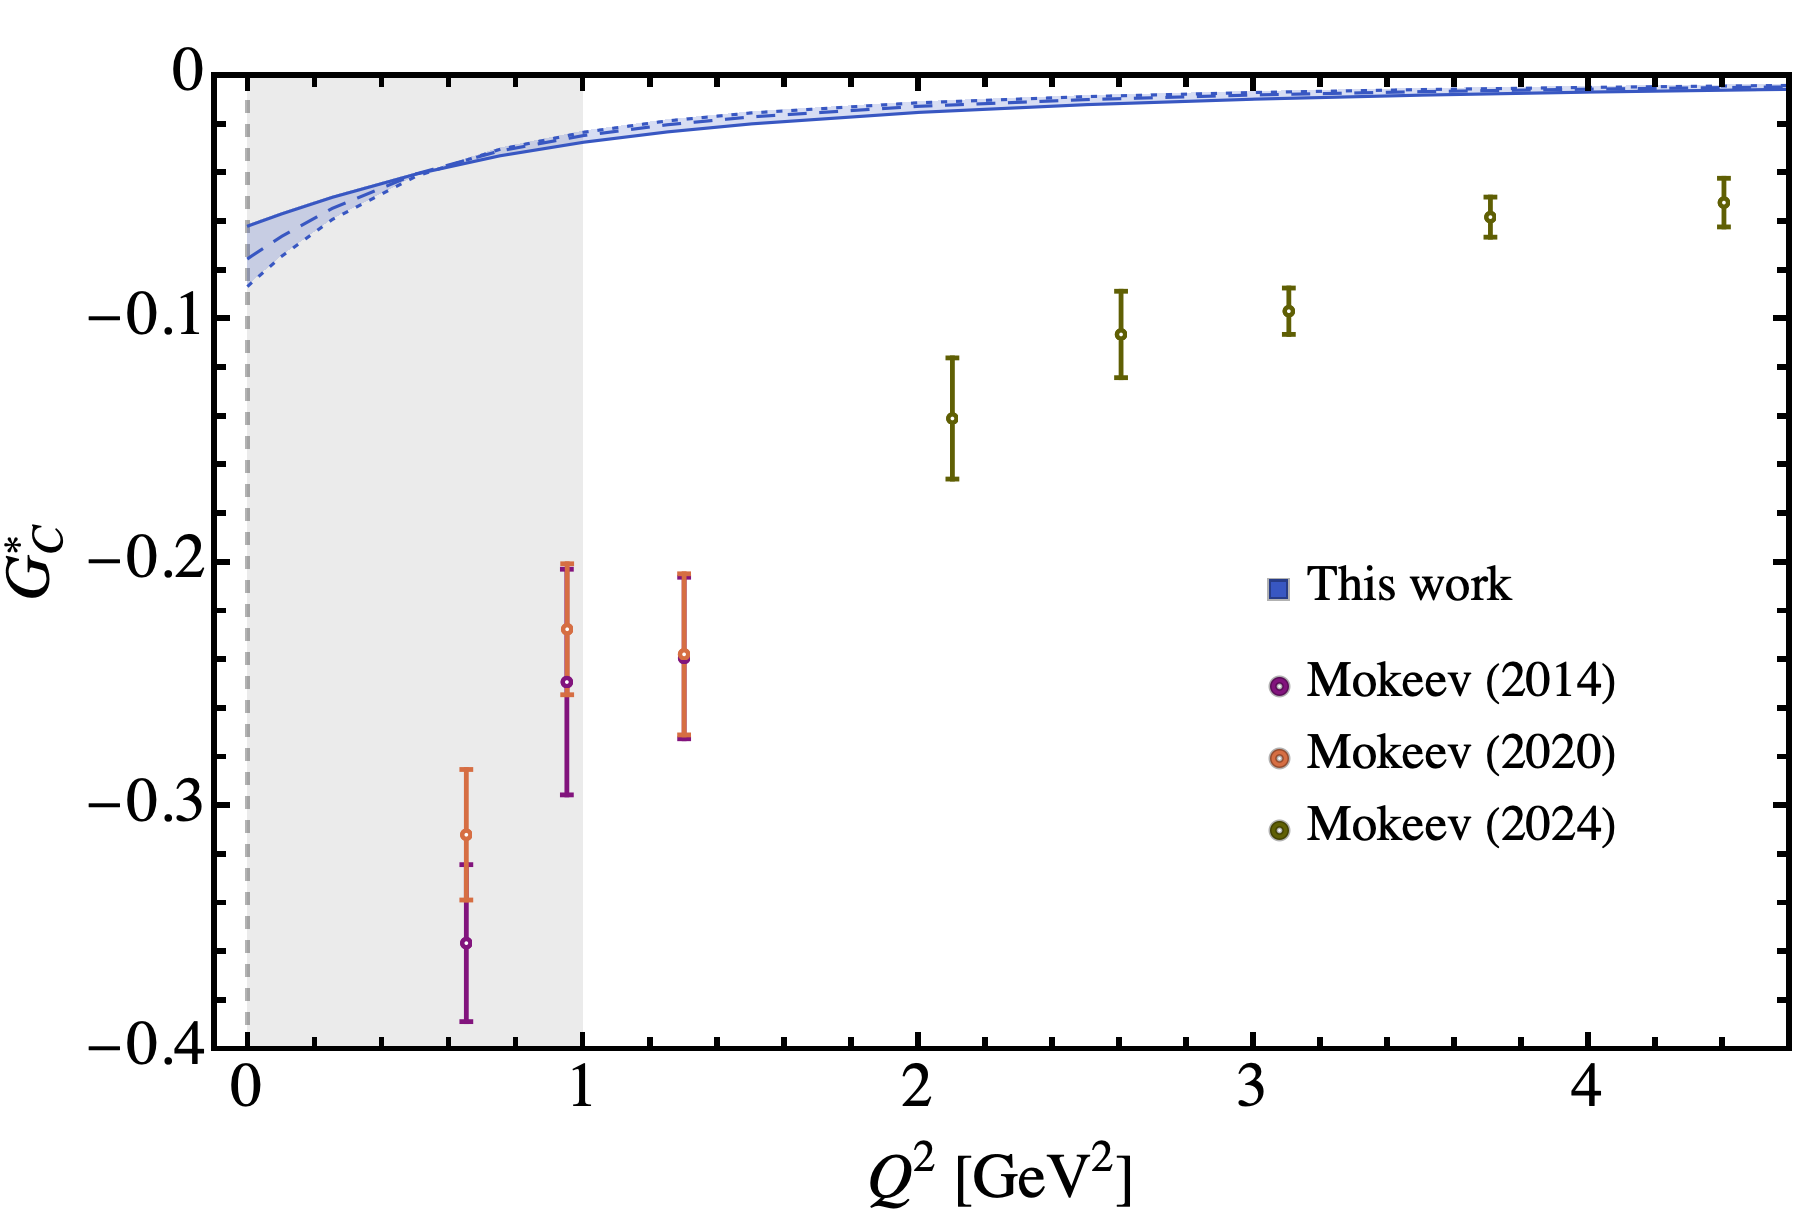 0
−0.1
−0.2
−0.3
−0.4
G*C
This work
Mokeev (2014)
Mokeev (2020)
Mokeev (2024)
0 1 2 3 4
Q² [GeV²]